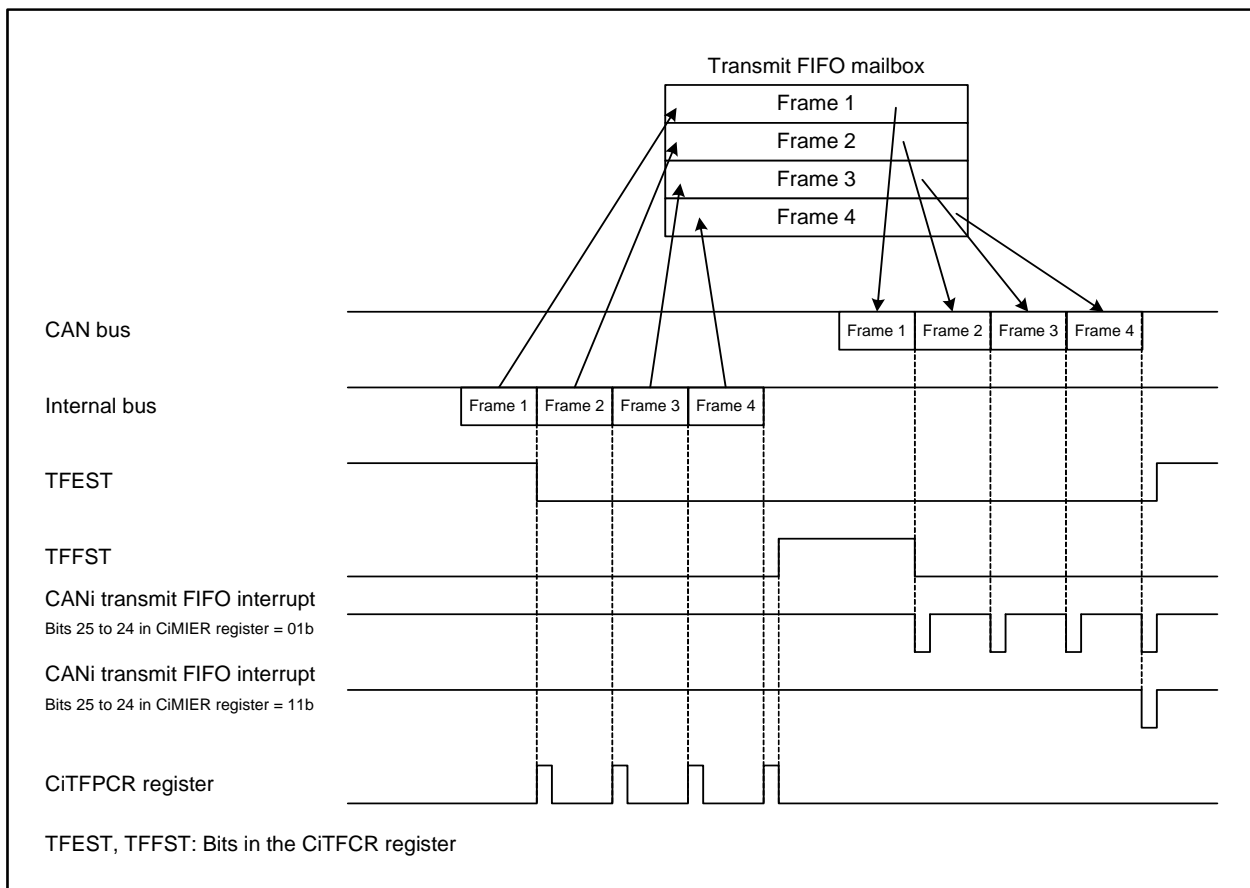 Transmit FIFO mailbox
Frame 1
Frame 2
Frame 3
Frame 4
CAN bus
Frame 1
Frame 2
Frame 3
Frame 4
Internal bus
Frame 1
Frame 2
Frame 3
Frame 4
TFEST
TFFST
CANi transmit FIFO interrupt
Bits 25 to 24 in CiMIER register = 01b
CANi transmit FIFO interrupt
Bits 25 to 24 in CiMIER register = 11b
CiTFPCR register
TFEST, TFFST: Bits in the CiTFCR register